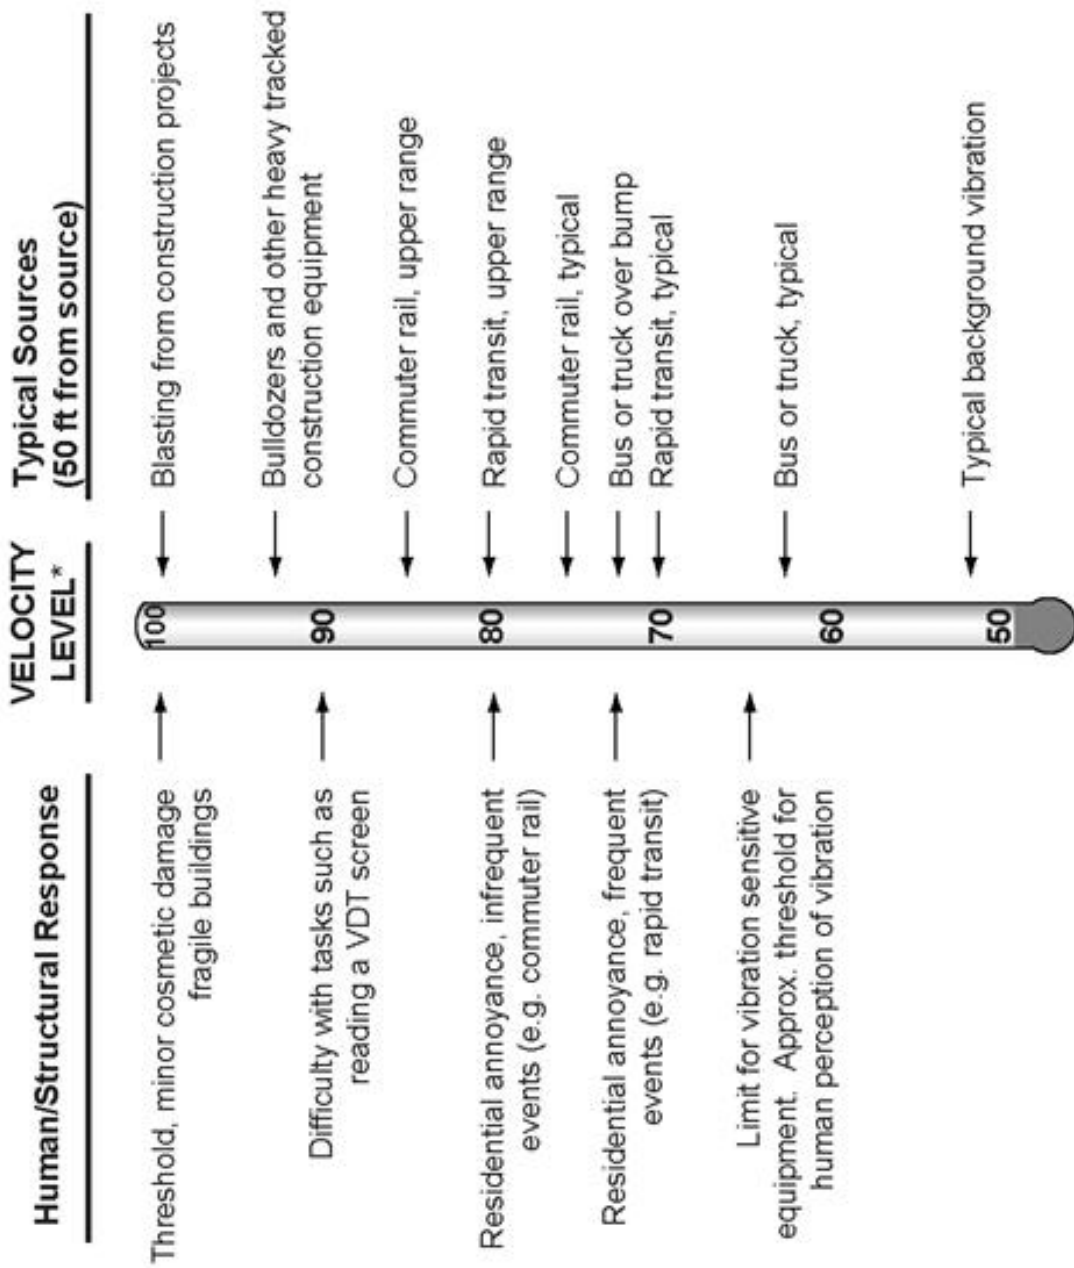 Human/Structural Response
VELOCITY
LEVEL*
Typical Sources
(50 ft from source)
Threshold, minor cosmetic damage
fragile buildings
Difficulty with tasks such as
reading a VDT screen
Residential annoyance, infrequent
events (e.g. commuter rail)
Residential annoyance, frequent
events (e.g. rapid transit)
Limit for vibration sensitive
equipment. Approx. threshold for
human perception of vibration
100
90
80
70
60
50
Blasting from construction projects
Bulldozers and other heavy tracked
construction equipment
Commuter rail, upper range
Rapid transit, upper range
Commuter rail, typical
Bus or truck over bump
Rapid transit, typical
Bus or truck, typical
Typical background vibration